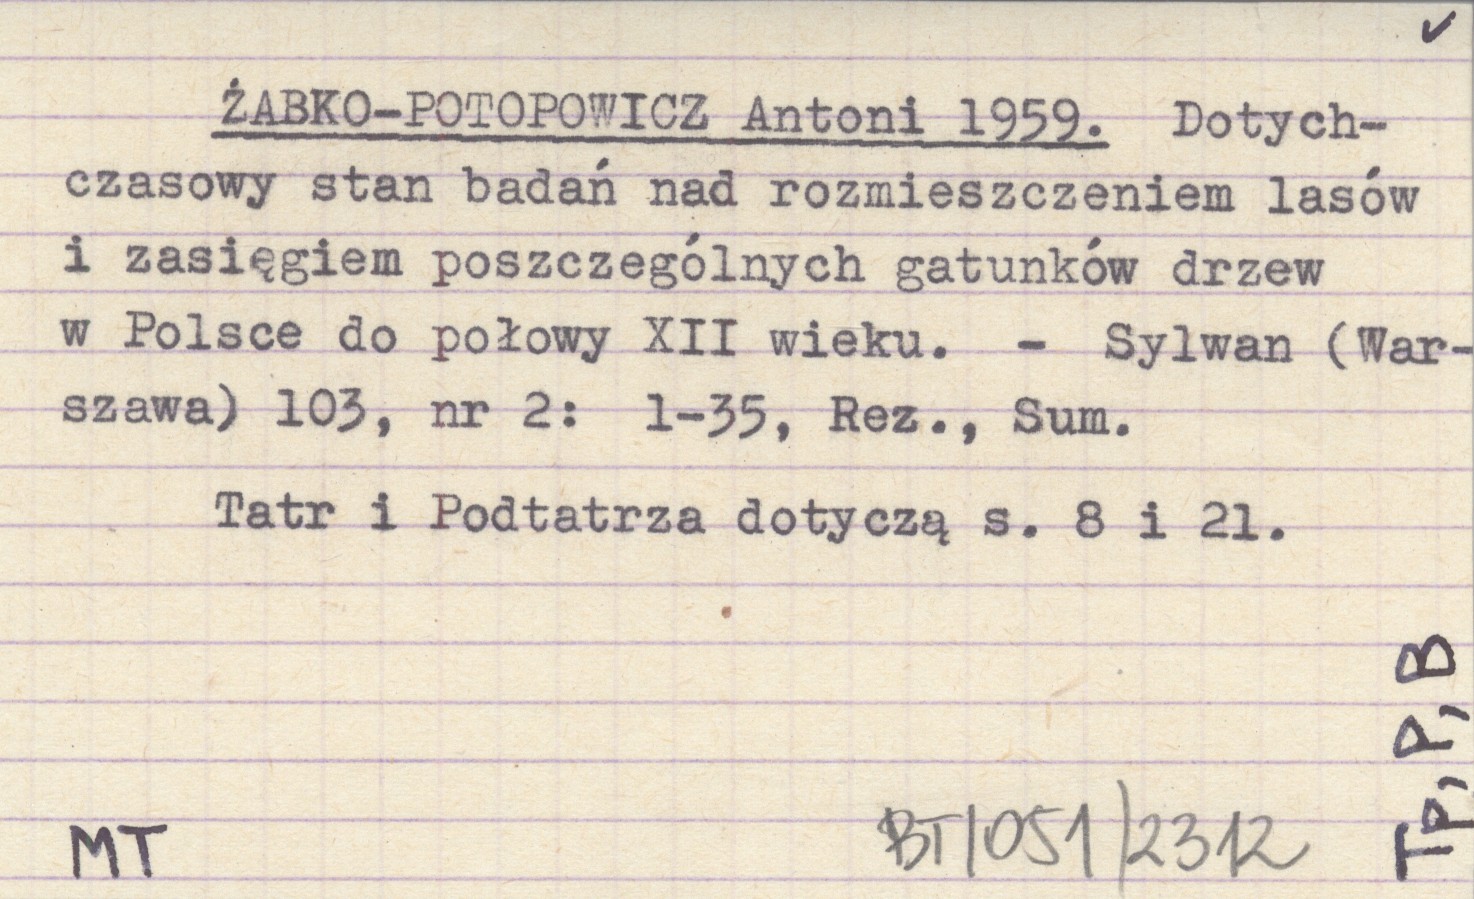 ✓
ŻABKO-POTOPOWICZ Antoni 1959. Dotych-
czasowy stan badań nad rozmieszczeniem lasów
i zasięgiem poszczególnych gatunków drzew
w Polsce do połowy XII wieku. - Sylwan (War-
szawa) 103, nr 2: 1-35, Rez., Sum.
Tatr i Podtatrza dotyczą s. 8 i 21.
TP, P, B
MT
BT/051/2312